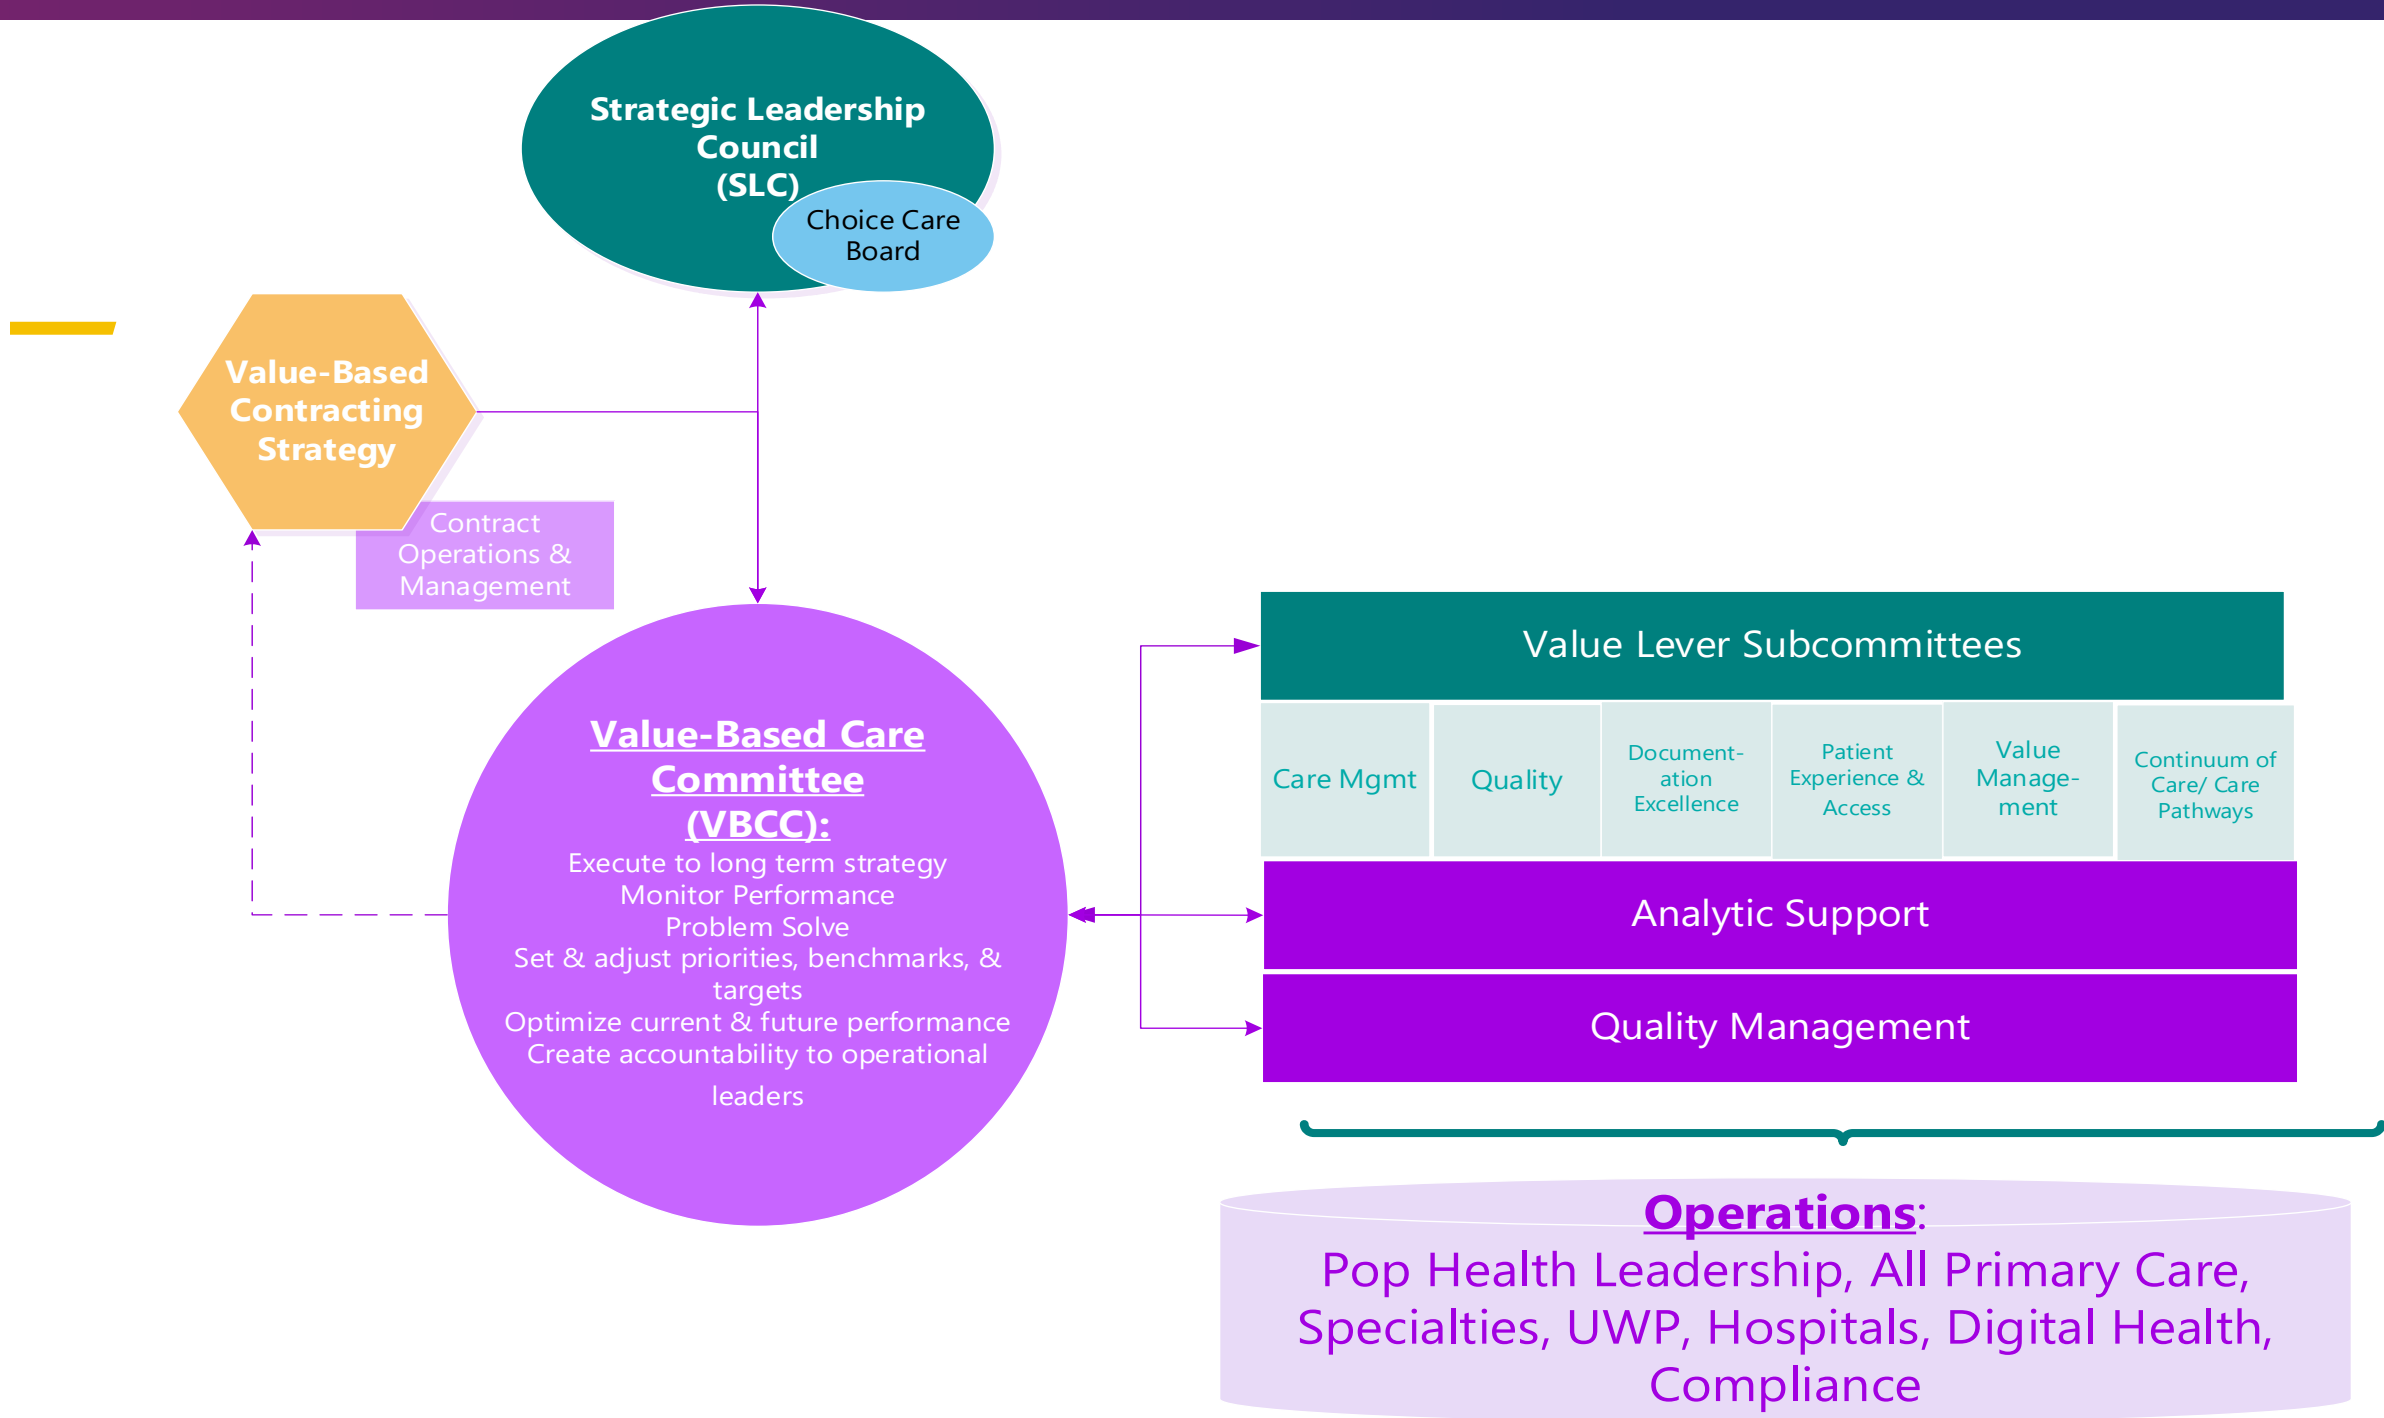 Strategic Leadership
Council
(SLC)
Choice Care
Board
Value-Based
Contracting
Strategy
Contract
Operations &
Management
Value-Based Care
Committee
(VBCC):
Execute to long term strategy
Monitor Performance
Problem Solve
Set & adjust priorities, benchmarks, &
targets
Optimize current & future performance
Create accountability to operational
leaders
Value Lever Subcommittees
Care Mgmt
Quality
Document-
ation
Excellence
Patient
Experience &
Access
Value
Manage-
ment
Continuum of
Care/ Care
Pathways
Analytic Support
Quality Management
Operations:
Pop Health Leadership, All Primary Care,
Specialties, UWP, Hospitals, Digital Health,
Compliance